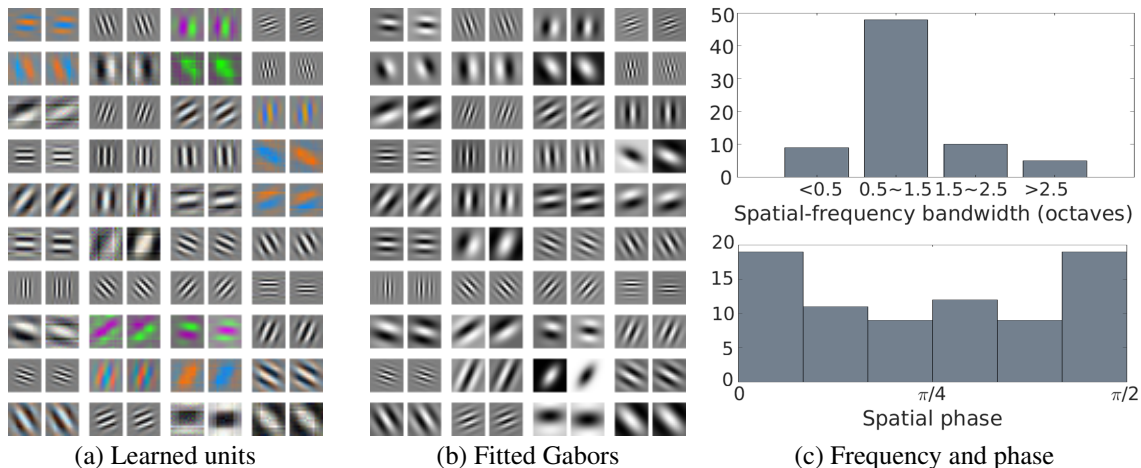 50
40
30
20
10
0
<0.5 0.5~1.5 1.5~2.5 >2.5
Spatial-frequency bandwidth (octaves)
20
15
10
5
0
0 π/4 π/2
Spatial phase
(a) Learned units (b) Fitted Gabors (c) Frequency and phase